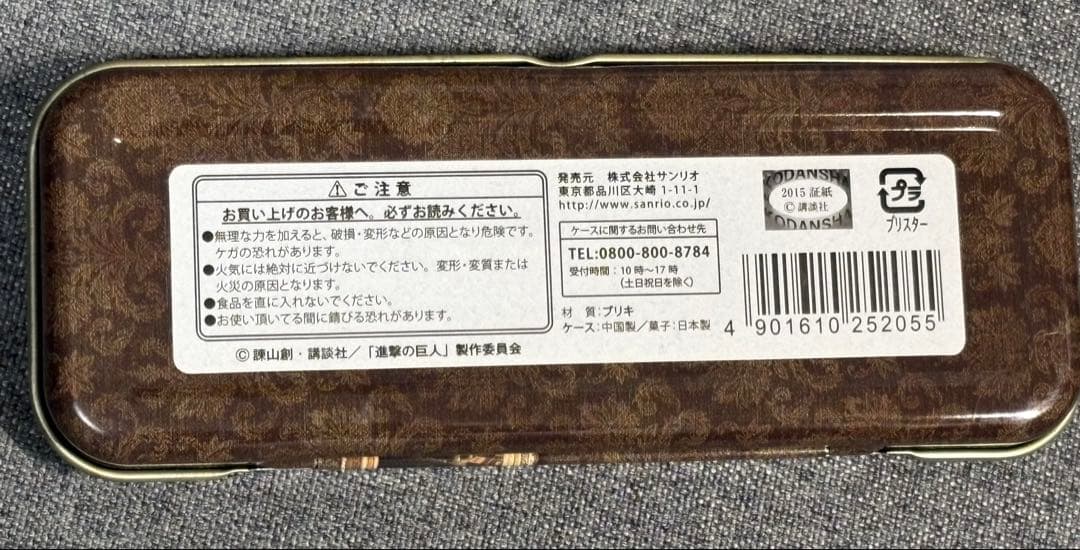 ⚠ご注意
お買い上げのお客様へ。必ずお読みください。
●無理な力を加えると、破損・変形などの原因となり危険です。
ケガの恐れがあります。
●火気には絶対に近づけないでください。変形・変質または
火災の原因となります。
●食品を直に入れないでください。
●お使い頂いてる間に錆びる恐れがあります。
©諌山創・講談社／「進撃の巨人」製作委員会
発売元 株式会社サンリオ
東京都品川区大崎 1-11-1
http://www.sanrio.co.jp/
ケースに関するお問い合わせ先
TEL:0800-800-8784
受付時間：10時〜17時
（土日祝日を除く）
材 質：ブリキ
ケース：中国製／菓子：日本製
KODANSHA
2015 証紙
©講談社
KODANSHA
プラ
ブリスター
4 901610 252055